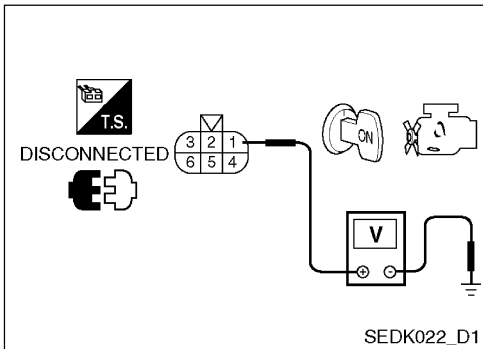 T.S.
DISCONNECTED
3 2 1
6 5 4
ON
V
+ -
SEDK022_D1